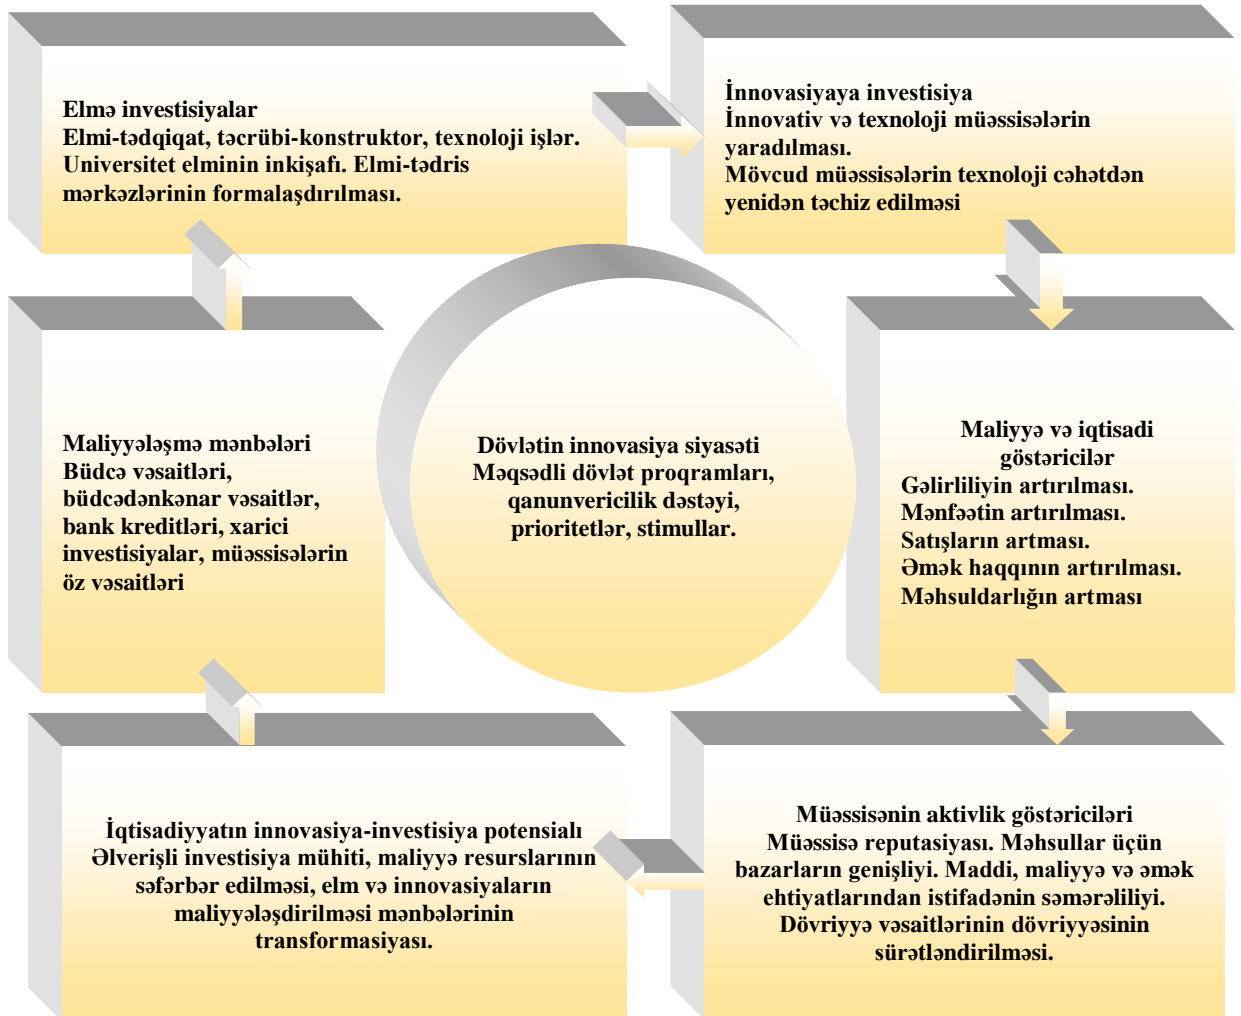 Elmə investisiyalar
Elmi-tədqiqat, təcrübi-konstruktor, texnoloji işlər.
Universitet elminin inkişafı. Elmi-tədris
mərkəzlərinin formalaşdırılması.
İnnovasiyaya investisiya
İnnovativ və texnoloji müəssisələrin
yaradılması.
Mövcud müəssisələrin texnoloji cəhətdən
yenidən təchiz edilməsi
Maliyyələşmə mənbələri
Büdcə vəsaitləri,
büdcədənkənar vəsaitlər,
bank kreditləri, xarici
investisiyalar, müəssisələrin
öz vəsaitləri
Dövlətin innovasiya siyasəti
Məqsədli dövlət proqramları,
qanunvericilik dəstəyi,
prioritetlər, stimullar.
Maliyyə və iqtisadi
göstəricilər
Gəlirliliyin artırılması.
Mənfəətin artırılması.
Satışların artması.
Əmək haqqının artırılması.
Məhsuldarlığın artması
İqtisadiyyatın innovasiya-investisiya potensialı
Əlverişli investisiya mühiti, maliyyə resurslarının
səfərbər edilməsi, elm və innovasiyaların
maliyyələşdirilməsi mənbələrinin
transformasiyası.
Müəssisənin aktivlik göstəriciləri
Müəssisə reputasiyası. Məhsullar üçün
bazarların genişliyi. Maddi, maliyyə və əmək
ehtiyatlarından istifadənin səmərəliliyi.
Dövriyyə vəsaitlərinin dövriyyəsinin
sürətləndirilməsi.